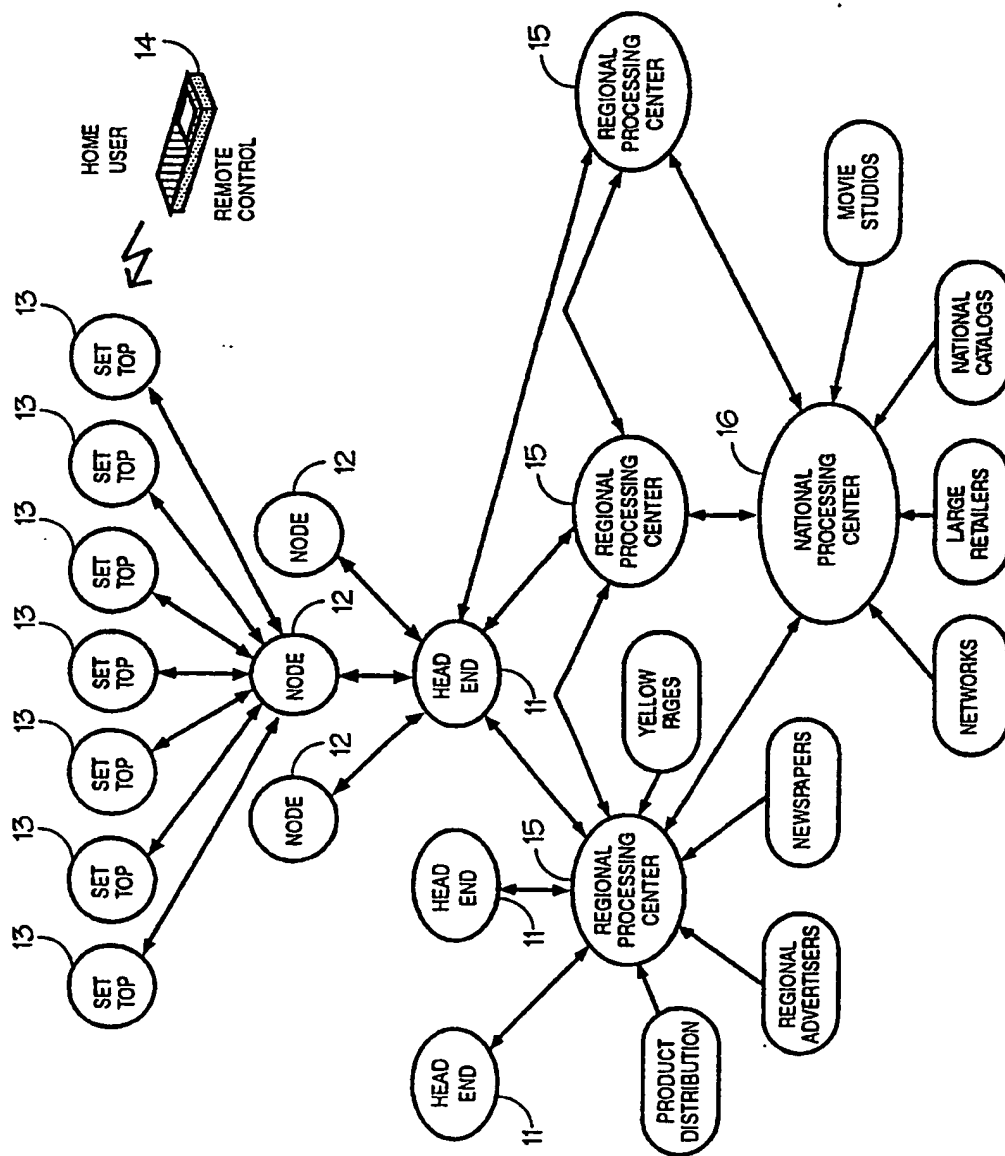 HOME
USER
14
REMOTE
CONTROL
13
SET
TOP
13
SET
TOP
13
SET
TOP
13
SET
TOP
13
SET
TOP
13
SET
TOP
13
SET
TOP
12
NODE
12
NODE
12
NODE
HEAD
END
11
HEAD
END
11
HEAD
END
11
15
REGIONAL
PROCESSING
CENTER
15
REGIONAL
PROCESSING
CENTER
15
REGIONAL
PROCESSING
CENTER
YELLOW
PAGES
PRODUCT
DISTRIBUTION
REGIONAL
ADVERTISERS
NEWSPAPERS
16
NATIONAL
PROCESSING
CENTER
NETWORKS
LARGE
RETAILERS
NATIONAL
CATALOGS
MOVIE
STUDIOS